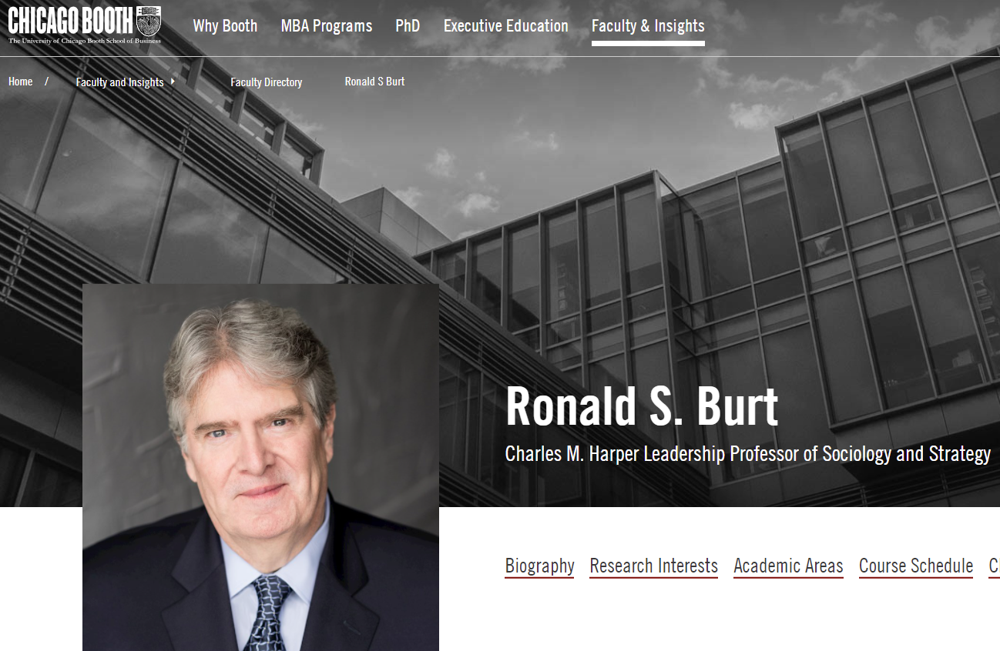 CHICAGO BOOTH
The University of Chicago Booth School of Business
Why Booth
MBA Programs
PhD
Executive Education
Faculty & Insights
Home / Faculty and Insights Faculty Directory Ronald S Burt
Ronald S. Burt
Charles M. Harper Leadership Professor of Sociology and Strategy
Biography Research Interests Academic Areas Course Schedule